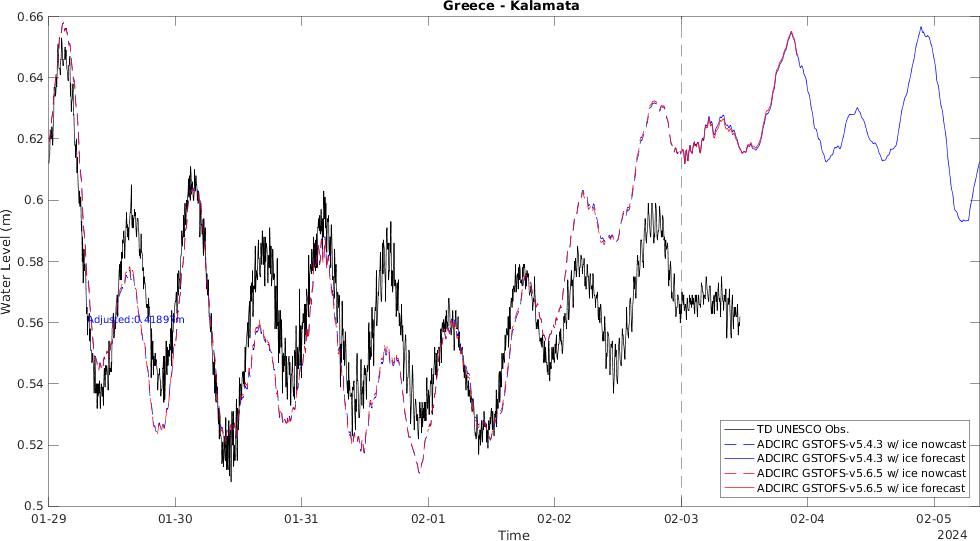 Greece - Kalamata
0.66
0.64
0.62
0.6
0.58
0.56
0.54
0.52
0.5
Water Level (m)
01-29
01-30
01-31
02-01
02-02
02-03
02-04
02-05
Time
2024
TD UNESCO Obs.
ADCIRC GSTOFS-v5.4.3 w/ ice nowcast
ADCIRC GSTOFS-v5.4.3 w/ ice forecast
ADCIRC GSTOFS-v5.6.5 w/ ice nowcast
ADCIRC GSTOFS-v5.6.5 w/ ice forecast